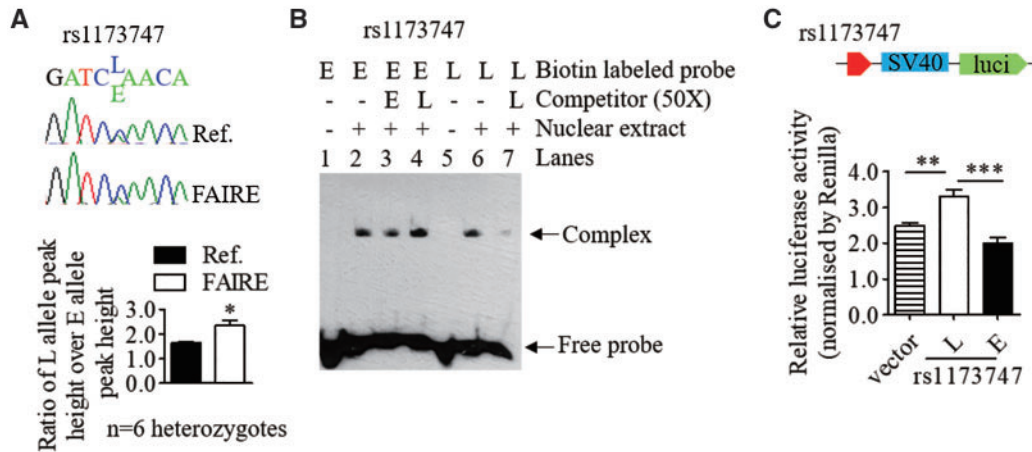 A
rs1173747
GATC L/E AACA
Ref.
FAIRE
Ref.
FAIRE
Ratio of L allele peak
height over E allele
peak height
3.0
2.0
1.0
0.0
*
n=6 heterozygotes
B
rs1173747
E E E E L L L Biotin labeled probe
- - E L - - L Competitor (50X)
- + + + - + + Nuclear extract
1 2 3 4 5 6 7 Lanes
Complex
Free probe
C
rs1173747
SV40 luci
Relative luciferase activity
(normalised by Renilla)
4.0
3.0
2.0
1.0
0.0
** ***
vector L E
rs1173747